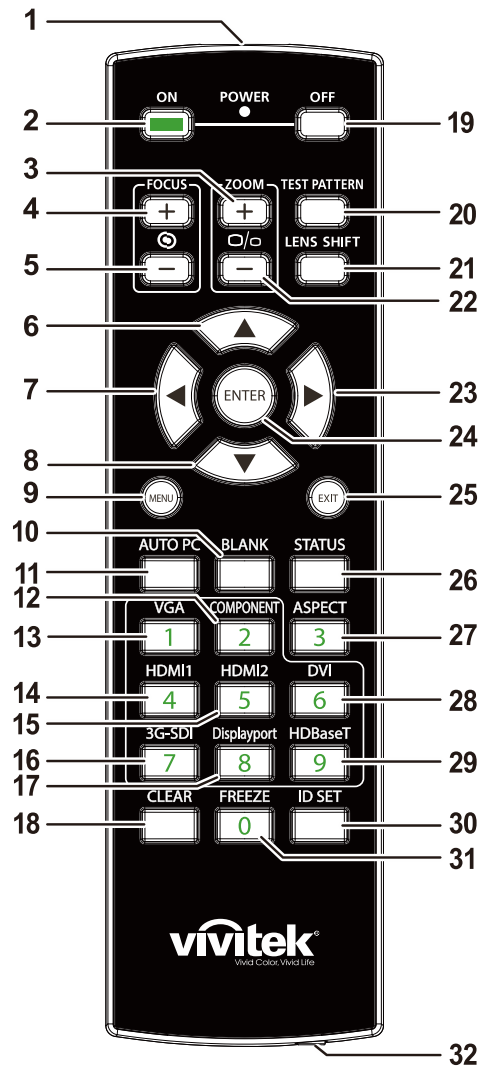 1
ON POWER OFF
2 19
3 FOCUS ZOOM TEST PATTERN
4 + + 20
5 − − LENS SHIFT 21
22
6
7 ENTER 23
24
8
9 MENU EXIT 25
10 AUTO PC BLANK STATUS
11 26
12 VGA COMPONENT ASPECT
13 1 2 3 27
HDMI1 HDMI2 DVI
14 4 5 6 28
15 3G-SDI Displayport HDBaseT
16 7 8 9 29
17 CLEAR FREEZE ID SET
18 0 30
31
vivitek®
Vivid Color, Vivid Life
32